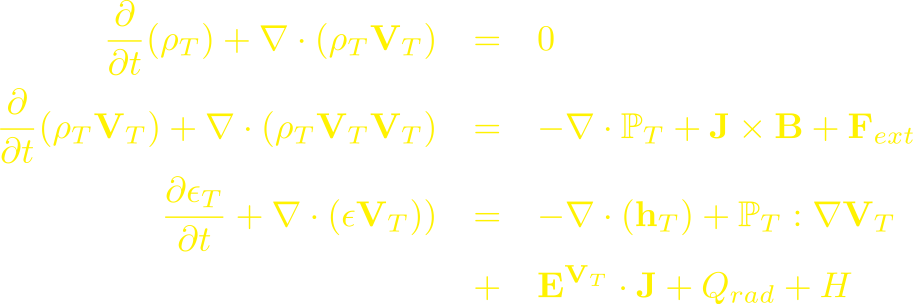 ∂/∂t(ρ_T) + ∇ · (ρ_T 𝐕_T) = 0
∂/∂t(ρ_T 𝐕_T) + ∇ · (ρ_T 𝐕_T 𝐕_T) = −∇ · ℙ_T + 𝐉 × 𝐁 + 𝐅_ext
∂ϵ_T/∂t + ∇ · (ϵ𝐕_T)) = −∇ · (𝐡_T) + ℙ_T : ∇𝐕_T
+ 𝐄^{𝐕_T} · 𝐉 + Q_rad + H